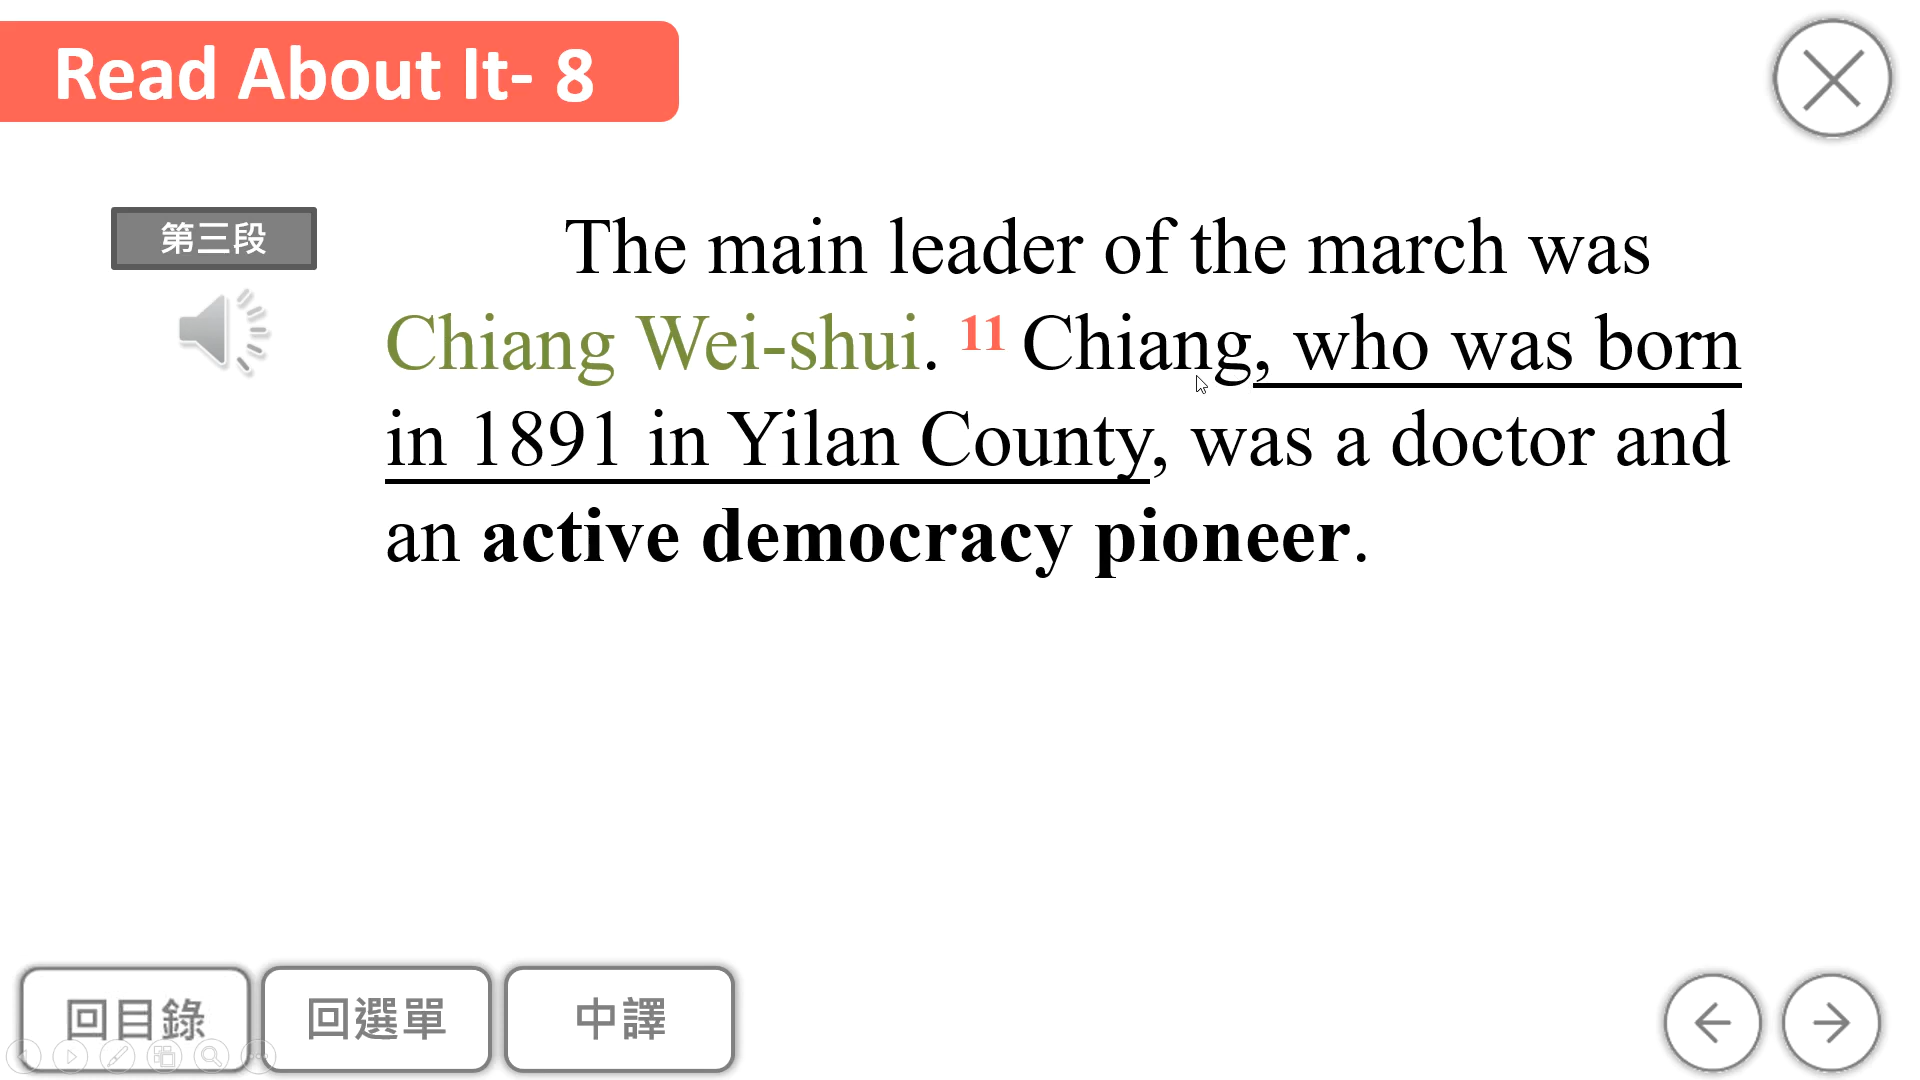 Read About It- 8
第三段
The main leader of the march was
Chiang Wei-shui. 11 Chiang, who was born
in 1891 in Yilan County, was a doctor and
an active democracy pioneer.
回目錄
回選單
中譯